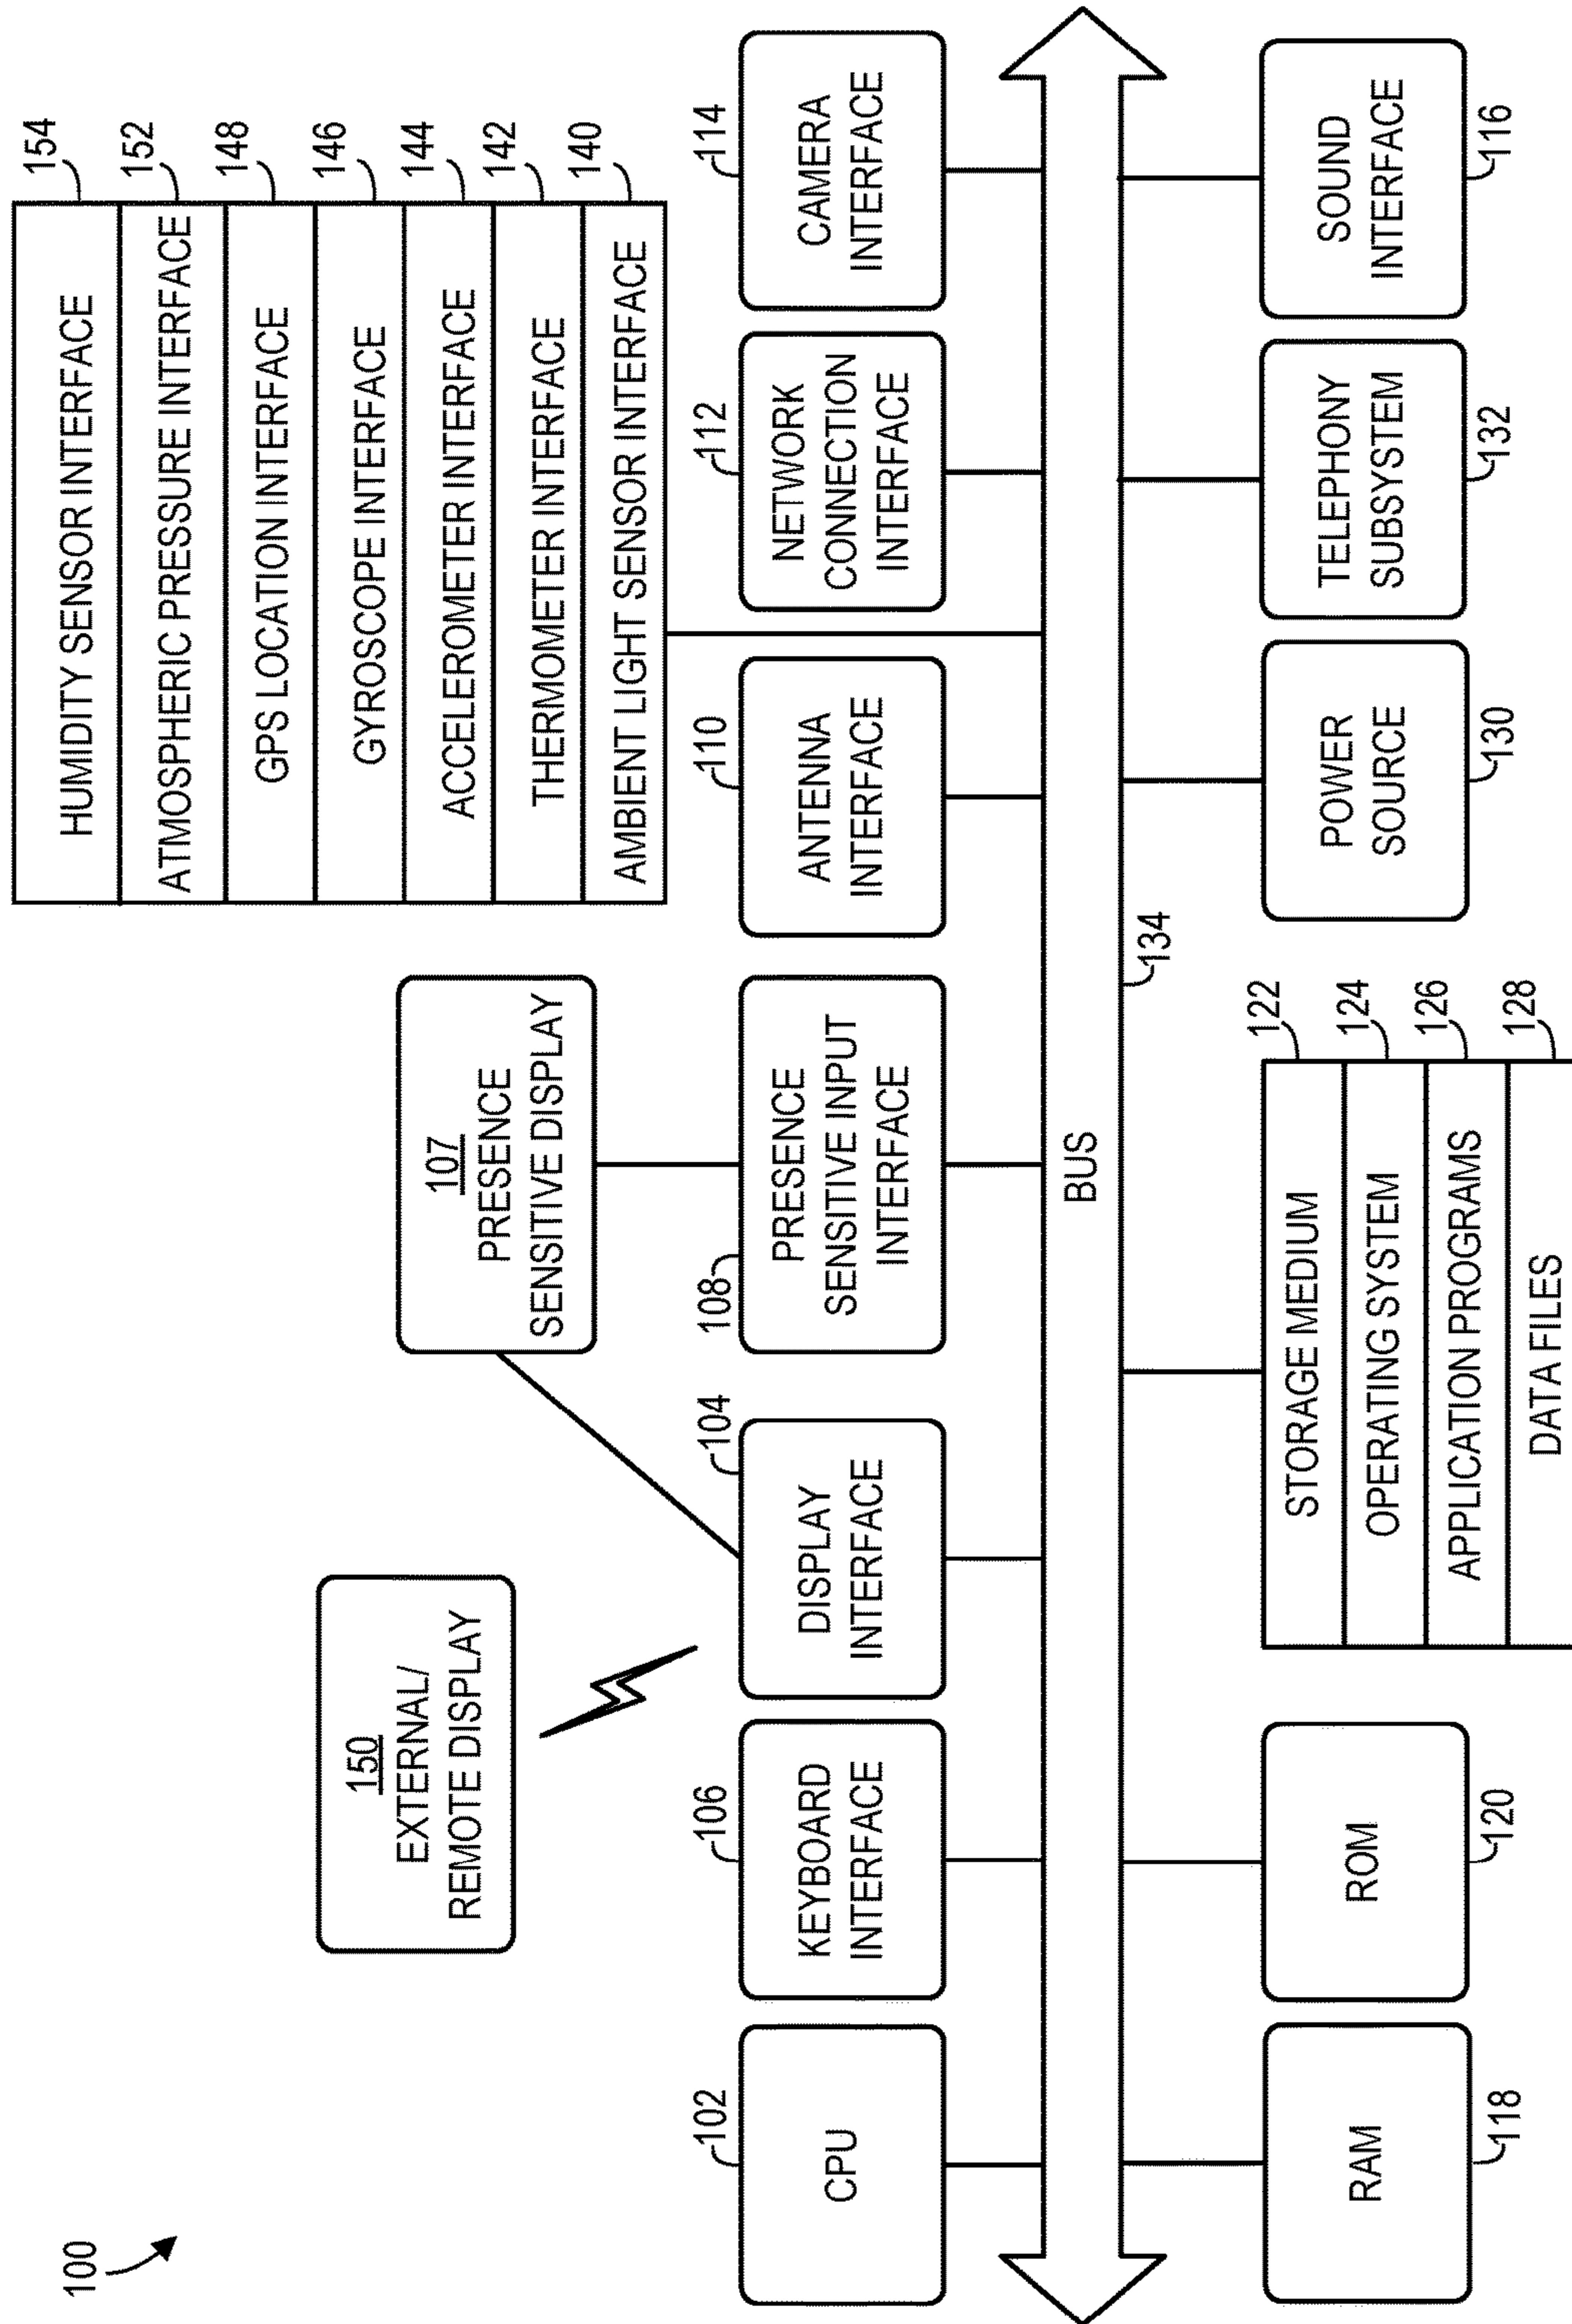 100
154
HUMIDITY SENSOR INTERFACE
152
ATMOSPHERIC PRESSURE INTERFACE
148
GPS LOCATION INTERFACE
146
GYROSCOPE INTERFACE
144
ACCELEROMETER INTERFACE
142
THERMOMETER INTERFACE
140
AMBIENT LIGHT SENSOR INTERFACE
150
EXTERNAL/
REMOTE DISPLAY
107
PRESENCE
SENSITIVE DISPLAY
102
CPU
106
KEYBOARD
INTERFACE
104
DISPLAY
INTERFACE
108
PRESENCE
SENSITIVE INPUT
INTERFACE
110
ANTENNA
INTERFACE
112
NETWORK
CONNECTION
INTERFACE
114
CAMERA
INTERFACE
BUS
134
RAM
118
ROM
120
122
STORAGE MEDIUM
124
OPERATING SYSTEM
126
APPLICATION PROGRAMS
128
DATA FILES
POWER
SOURCE
130
TELEPHONY
SUBSYSTEM
132
SOUND
INTERFACE
116